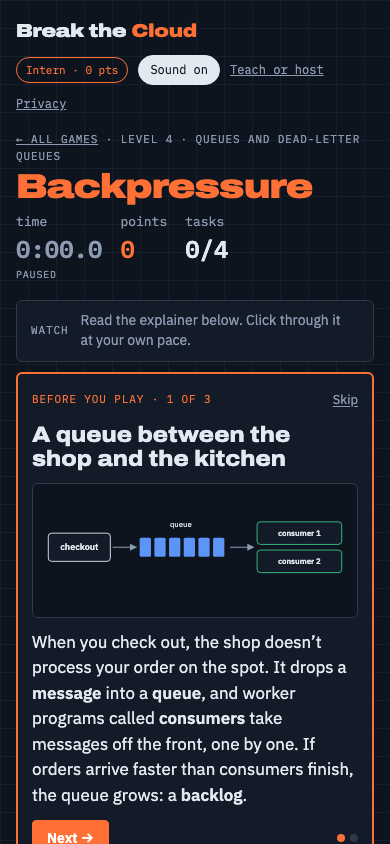 Break the Cloud
Intern · 0 pts
Sound on
Teach or host
Privacy
← ALL GAMES · LEVEL 4 · QUEUES AND DEAD-LETTER
QUEUES
Backpressure
time points tasks
0:00.0 0 0/4
PAUSED
WATCH
Read the explainer below. Click through it
at your own pace.
BEFORE YOU PLAY · 1 OF 3
Skip
A queue between the
shop and the kitchen
queue
checkout
consumer 1
consumer 2
When you check out, the shop doesn’t
process your order on the spot. It drops a
message into a queue, and worker
programs called consumers take
messages off the front, one by one. If
orders arrive faster than consumers finish,
the queue grows: a backlog.
Next →